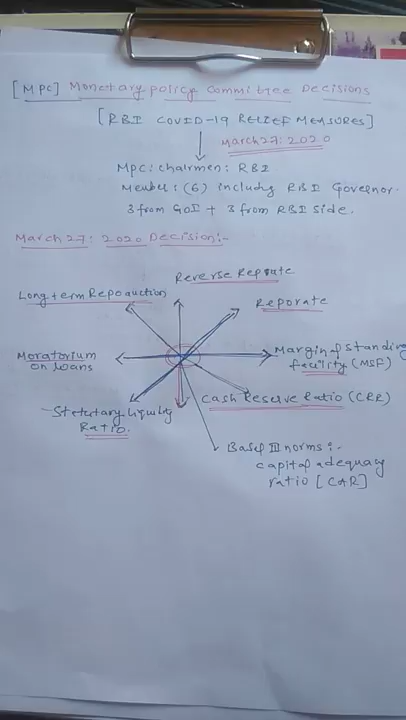 [MPC] Monetary policy Committee Decisions
[RBI COVID-19 RELIEF MEASURES]
March 27: 2020
Mpc: chairmen: RBI
Member: (6) including RBI Governor.
3 from GOI + 3 from RBI side.
March 27: 2020 Decision:-
Reverse Reporate
Long term Repo auction
Reporate
Moratorium
on loans
Marginal standing
facility (MSF)
Statutary liquidity
Ratio.
Cash Reserve Ratio (CRR)
Basel III norms:-
capital adequacy
ratio [CAR]